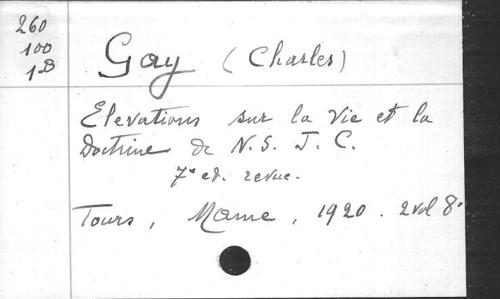 260
100
1B
Gay (Charles)
Elevations sur la Vie et la
Doctrine de N. S. J. C.
7e ed. revue.
Tours, Mame, 1920. 2 vol 8°